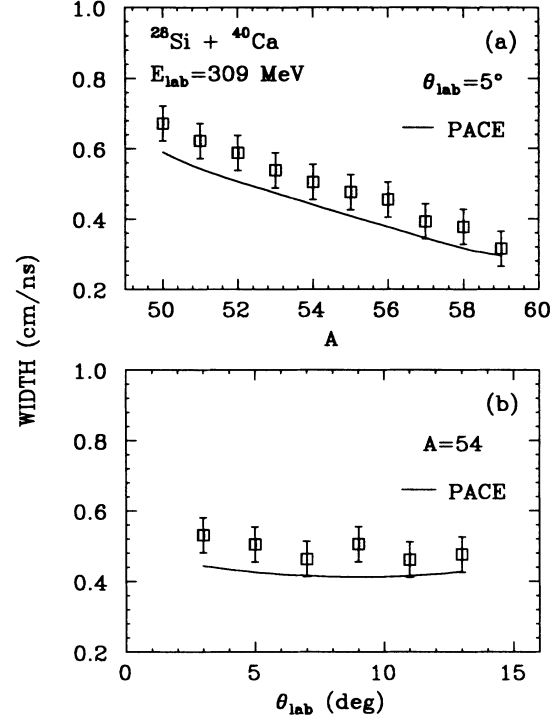 1.0
²⁸Si + ⁴⁰Ca
(a)
E_lab=309 MeV
0.8
θ_lab=5°
PACE
0.6
0.4
0.2
50 52 54 56 58 60
A
WIDTH (cm/ns)
1.0
(b)
0.8
A=54
PACE
0.6
0.4
0.2
0 5 10 15
θ_lab (deg)